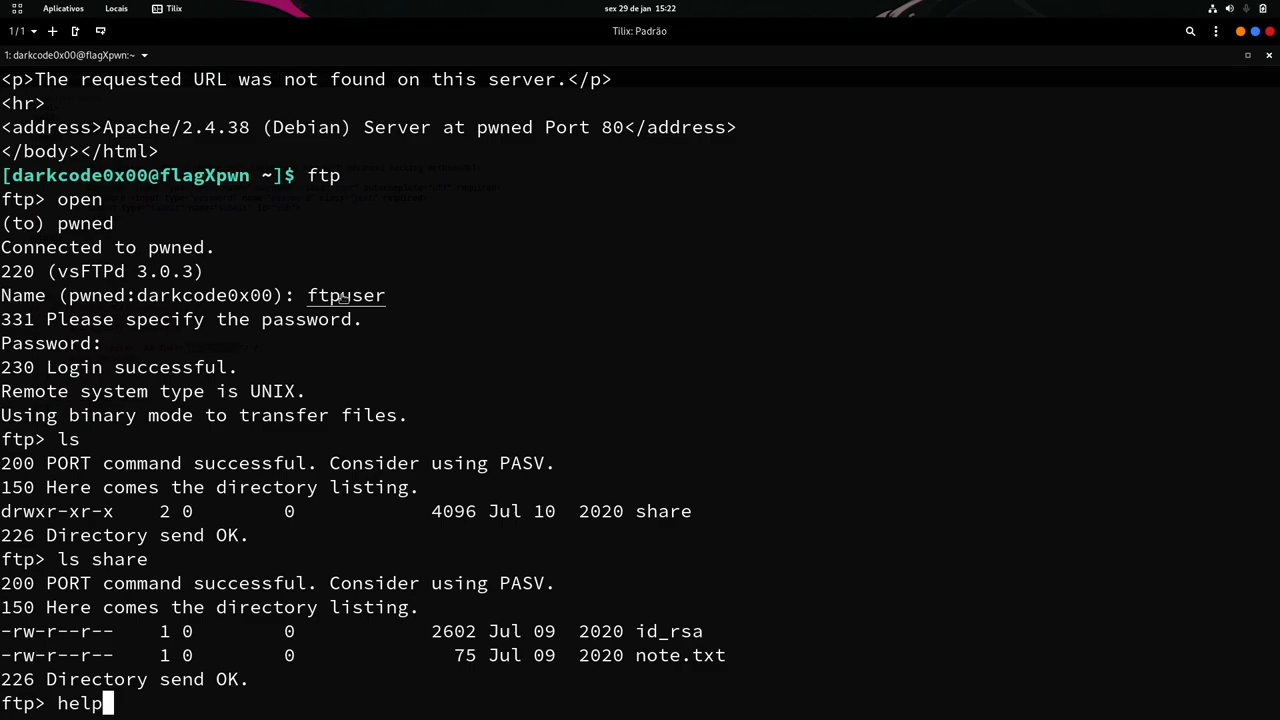 Aplicativos Locais Tilix sex 29 de jan 15:22
1/1 Tilix: Padrão
1: darkcode0x00@flagXpwn:~
<p>The requested URL was not found on this server.</p>
<hr>
<address>Apache/2.4.38 (Debian) Server at pwned Port 80</address>
</body></html>
[darkcode0x00@flagXpwn ~]$ ftp
ftp> open
(to) pwned
Connected to pwned.
220 (vsFTPd 3.0.3)
Name (pwned:darkcode0x00): ftpuser
331 Please specify the password.
Password:
230 Login successful.
Remote system type is UNIX.
Using binary mode to transfer files.
ftp> ls
200 PORT command successful. Consider using PASV.
150 Here comes the directory listing.
drwxr-xr-x    2 0        0            4096 Jul 10  2020 share
226 Directory send OK.
ftp> ls share
200 PORT command successful. Consider using PASV.
150 Here comes the directory listing.
-rw-r--r--    1 0        0            2602 Jul 09  2020 id_rsa
-rw-r--r--    1 0        0              75 Jul 09  2020 note.txt
226 Directory send OK.
ftp> help